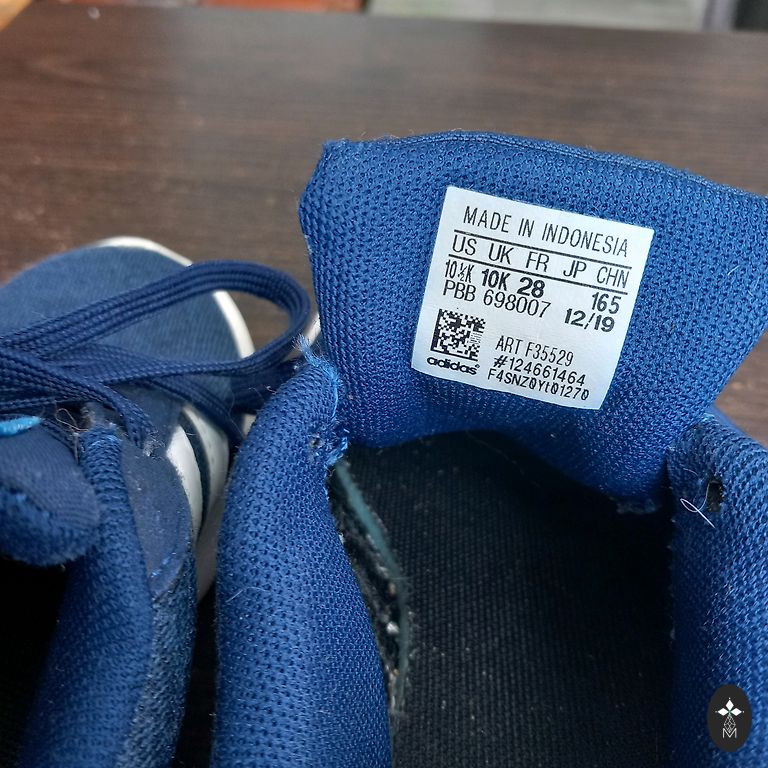 MADE IN INDONESIA
US UK FR JP CHN
10½K 10K 28 165
PBB 698007 12/19
ART F35529
#124661464
adidas® F4SNZ0Yt01270
M